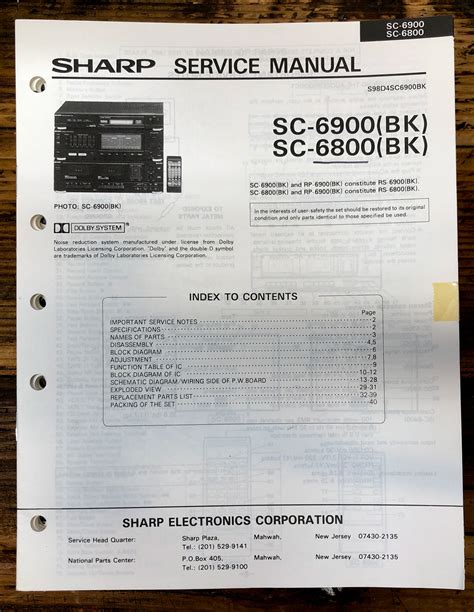 SC-6900
SC-6800
SHARP SERVICE MANUAL
S98D4SC6900BK
SC-6900(BK)
SC-6800(BK)
SC-6900(BK) and RP-6900(BK) constitute RS-6900(BK).
SC-6800(BK) and RP-6900(BK) constitute RS-6800(BK).
PHOTO: SC-6900(BK)
In the interests of user-safety the set should be restored to its original
condition and only parts identical to those specified be used.
DOLBY SYSTEM
Noise reduction system manufactured under license from Dolby
Laboratories Licensing Corporation. "Dolby", and the double-D symbol
are trademarks of Dolby Laboratories Licensing Corporation.
INDEX TO CONTENTS
Page
IMPORTANT SERVICE NOTES 2
SPECIFICATIONS 2
NAMES OF PARTS 3
DISASSEMBLY 4,5
BLOCK DIAGRAM 6
ADJUSTMENT 7,8
FUNCTION TABLE OF IC 9
BLOCK DIAGRAM OF IC 10-12
SCHEMATIC DIAGRAM/WIRING SIDE OF P.W.BOARD 13-28
EXPLODED VIEW 29-31
REPLACEMENT PARTS LIST 32-39
PACKING OF THE SET -40
SHARP ELECTRONICS CORPORATION
Service Head Quarter: Sharp Plaza, Mahwah, New Jersey 07430-2135
Tel.: (201) 529-9141
National Parts Center: P.O.Box 405, Mahwah, New Jersey 07430-2135
Tel.: (201) 529-9100